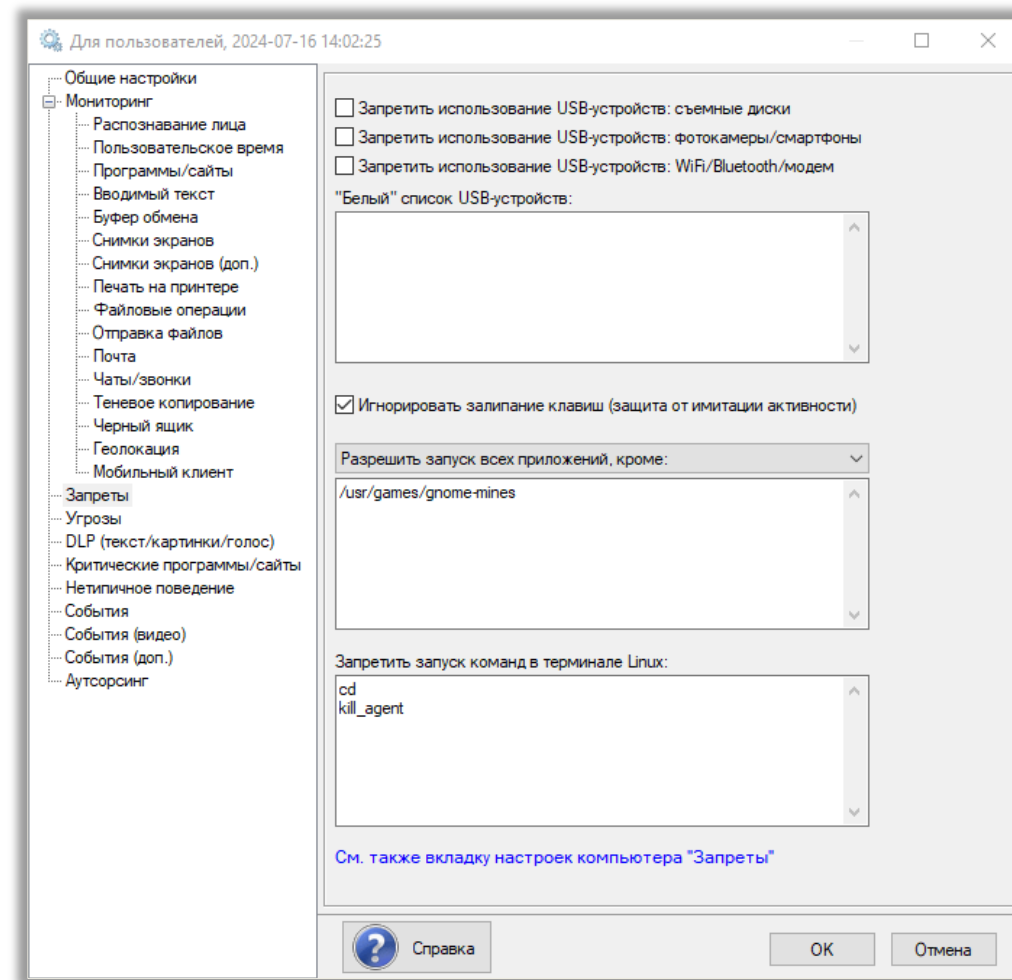 Для пользователей, 2024-07-16 14:02:25
Общие настройки
Мониторинг
Распознавание лица
Пользовательское время
Программы/сайты
Вводимый текст
Буфер обмена
Снимки экранов
Снимки экранов (доп.)
Печать на принтере
Файловые операции
Отправка файлов
Почта
Чаты/звонки
Теневое копирование
Черный ящик
Геолокация
Мобильный клиент
Запреты
Угрозы
DLP (текст/картинки/голос)
Критические программы/сайты
Нетипичное поведение
События
События (видео)
События (доп.)
Аутсорсинг
Запретить использование USB-устройств: съемные диски
Запретить использование USB-устройств: фотокамеры/смартфоны
Запретить использование USB-устройств: WiFi/Bluetooth/модем
"Белый" список USB-устройств:
Игнорировать залипание клавиш (защита от имитации активности)
Разрешить запуск всех приложений, кроме:
/usr/games/gnome-mines
Запретить запуск команд в терминале Linux:
cd
kill_agent
См. также вкладку настроек компьютера "Запреты"
Справка
OK
Отмена